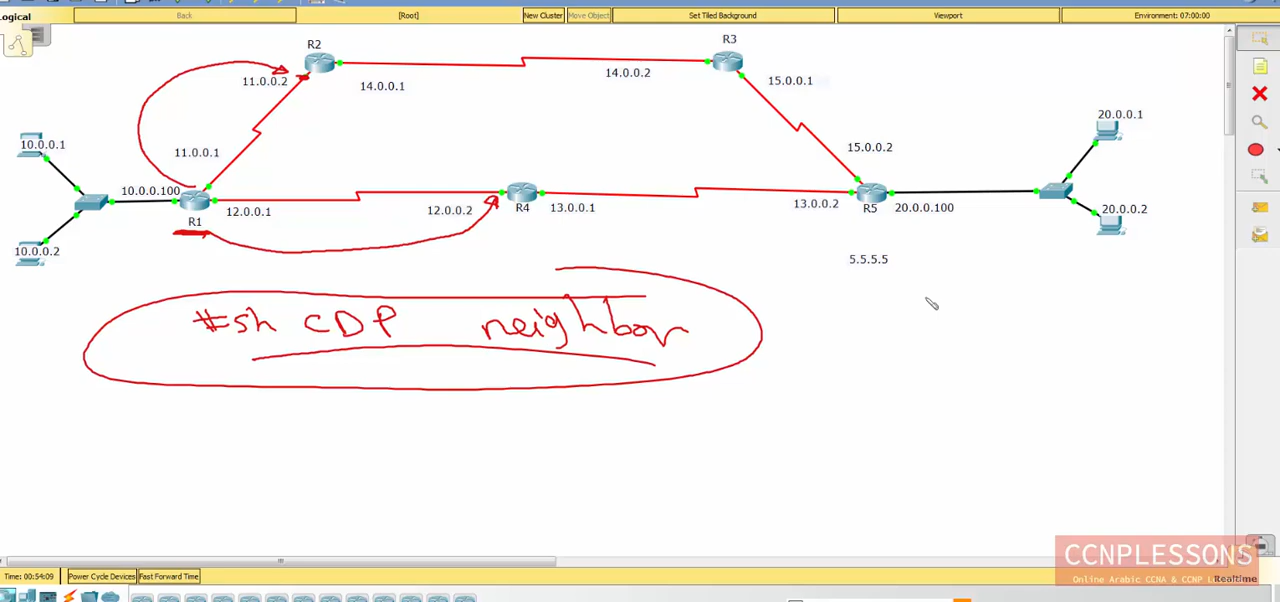 Logical
Back
[Root]
New Cluster
Move Object
Set Tiled Background
Viewport
Environment: 07:00:00
R2
R3
11.0.0.2
14.0.0.1
14.0.0.2
15.0.0.1
20.0.0.1
10.0.0.1
11.0.0.1
15.0.0.2
10.0.0.100
R1
12.0.0.1
12.0.0.2
R4
13.0.0.1
13.0.0.2
R5
20.0.0.100
20.0.0.2
10.0.0.2
5.5.5.5
#sh CDP neighbor
CCNPLESSONS
Online Arabic CCNA & CCNP
Time: 00:54:09
Power Cycle Devices
Fast Forward Time
Realtime